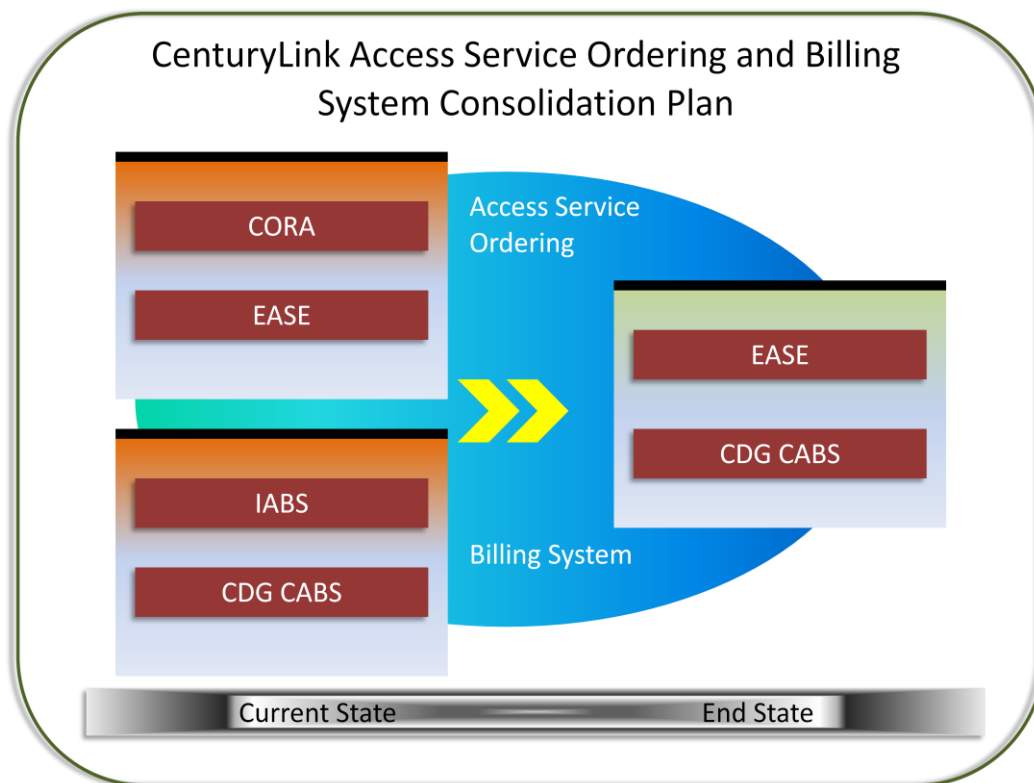 CenturyLink Access Service Ordering and Billing
System Consolidation Plan
CORA
EASE
Access Service
Ordering
IABS
CDG CABS
Billing System
EASE
CDG CABS
Current State
End State